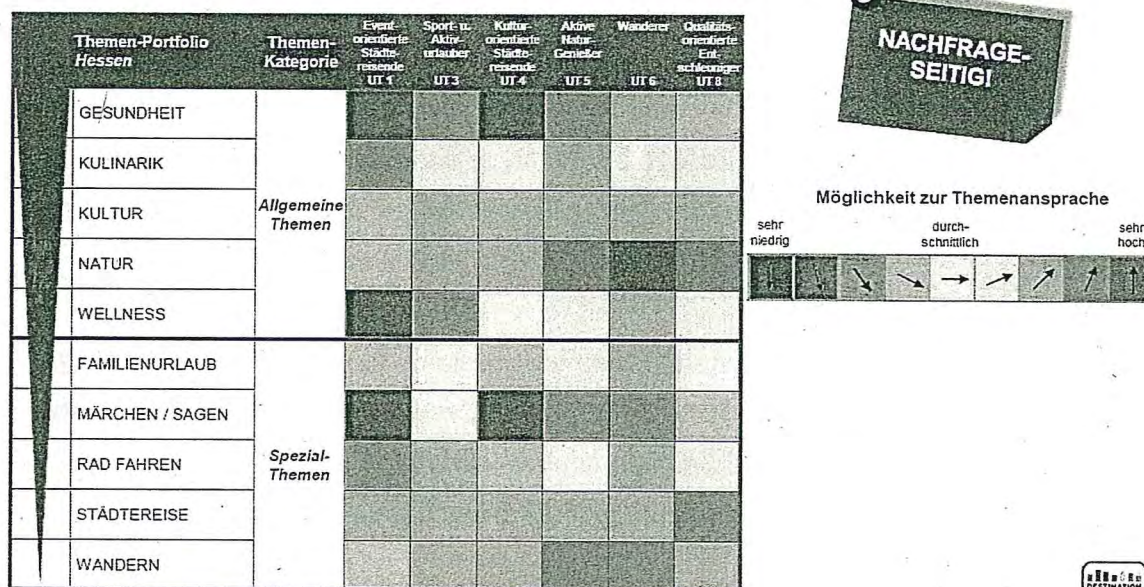 Themen-Portfolio
Hessen
Themen-
Kategorie
Event-
orientierte
Städte-
reisende
UT 1
Sport- u.
Aktiv-
urlauber
UT 3
Kultur-
orientierte
Städte-
reisende
UT 4
Aktive
Natur-
Genießer
UT 5
Wanderer
UT 6
Qualitäts-
orientierte
Ent-
schleuniger
UT 8
GESUNDHEIT
KULINARIK
KULTUR
NATUR
WELLNESS
Allgemeine
Themen
FAMILIENURLAUB
MÄRCHEN / SAGEN
RAD FAHREN
STÄDTEREISE
WANDERN
Spezial-
Themen
NACHFRAGE-
SEITIG!
Möglichkeit zur Themenansprache
sehr
niedrig
durch-
schnittlich
sehr
hoch
DESTINATION